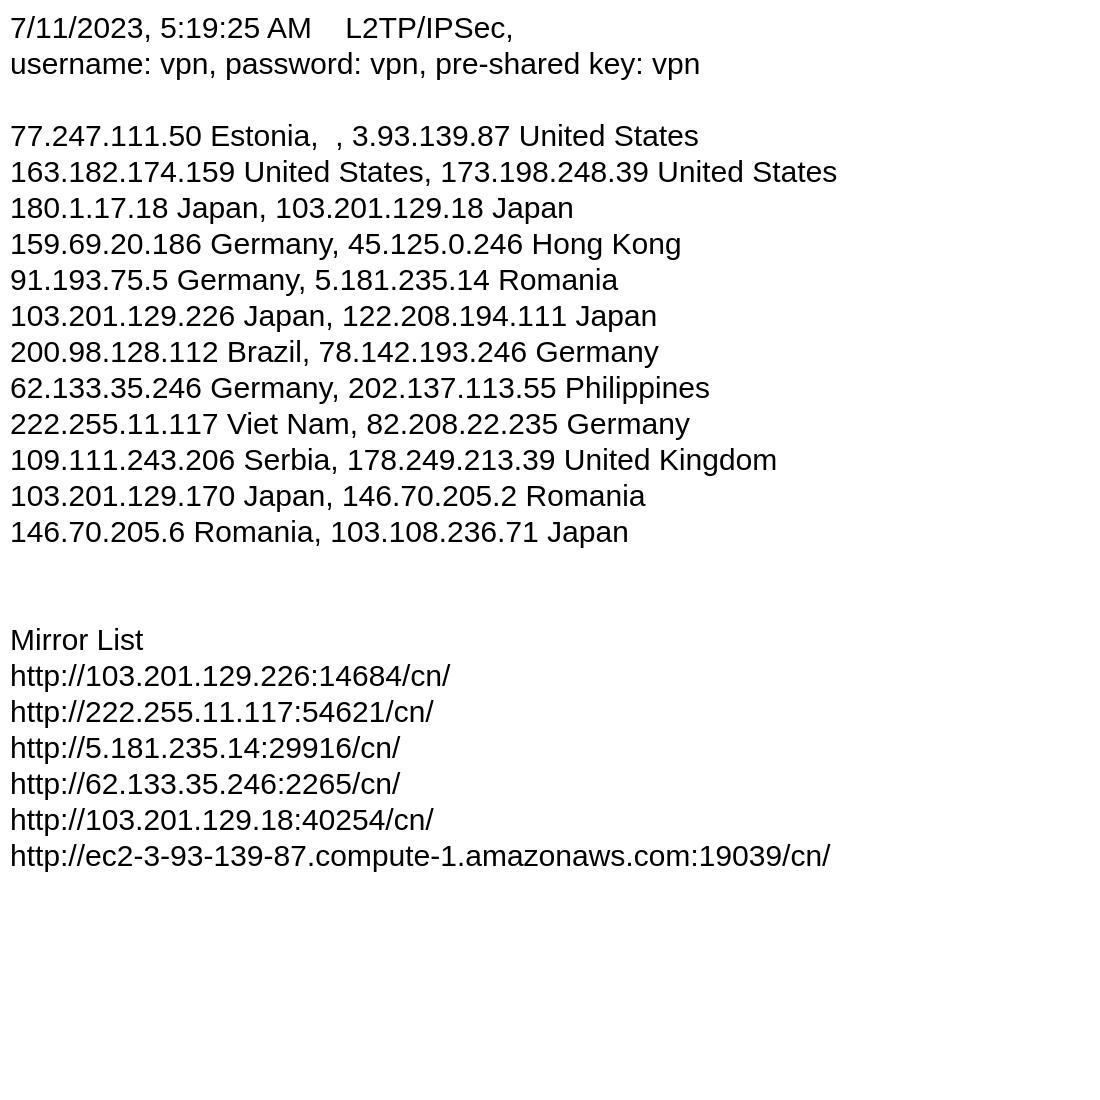 7/11/2023, 5:19:25 AM    L2TP/IPSec,
username: vpn, password: vpn, pre-shared key: vpn
77.247.111.50 Estonia,  , 3.93.139.87 United States
163.182.174.159 United States, 173.198.248.39 United States
180.1.17.18 Japan, 103.201.129.18 Japan
159.69.20.186 Germany, 45.125.0.246 Hong Kong
91.193.75.5 Germany, 5.181.235.14 Romania
103.201.129.226 Japan, 122.208.194.111 Japan
200.98.128.112 Brazil, 78.142.193.246 Germany
62.133.35.246 Germany, 202.137.113.55 Philippines
222.255.11.117 Viet Nam, 82.208.22.235 Germany
109.111.243.206 Serbia, 178.249.213.39 United Kingdom
103.201.129.170 Japan, 146.70.205.2 Romania
146.70.205.6 Romania, 103.108.236.71 Japan
Mirror List
http://103.201.129.226:14684/cn/
http://222.255.11.117:54621/cn/
http://5.181.235.14:29916/cn/
http://62.133.35.246:2265/cn/
http://103.201.129.18:40254/cn/
http://ec2-3-93-139-87.compute-1.amazonaws.com:19039/cn/